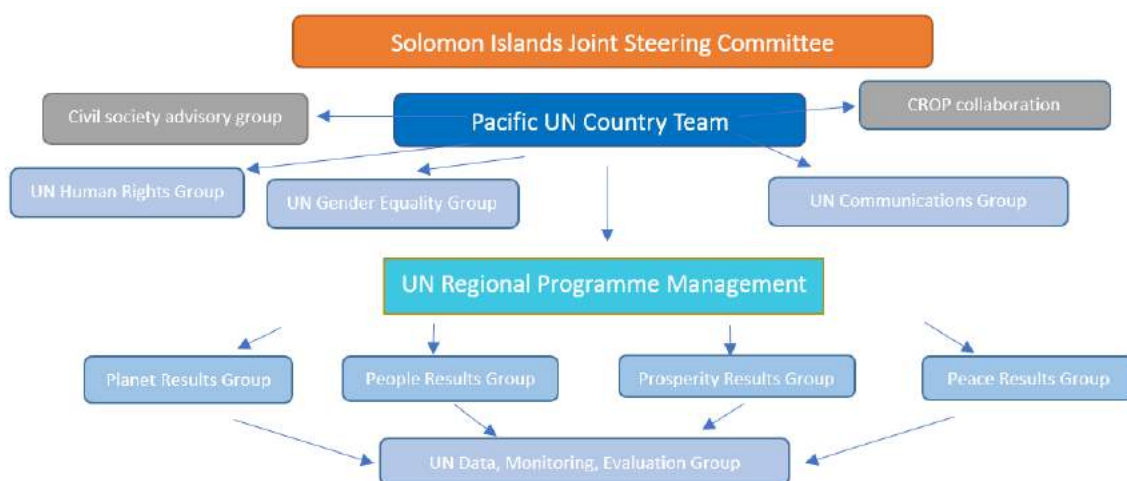 Solomon Islands Joint Steering Committee
Civil society advisory group
Pacific UN Country Team
CROP collaboration
UN Human Rights Group
UN Gender Equality Group
UN Communications Group
UN Regional Programme Management
Planet Results Group
People Results Group
Prosperity Results Group
Peace Results Group
UN Data, Monitoring, Evaluation Group